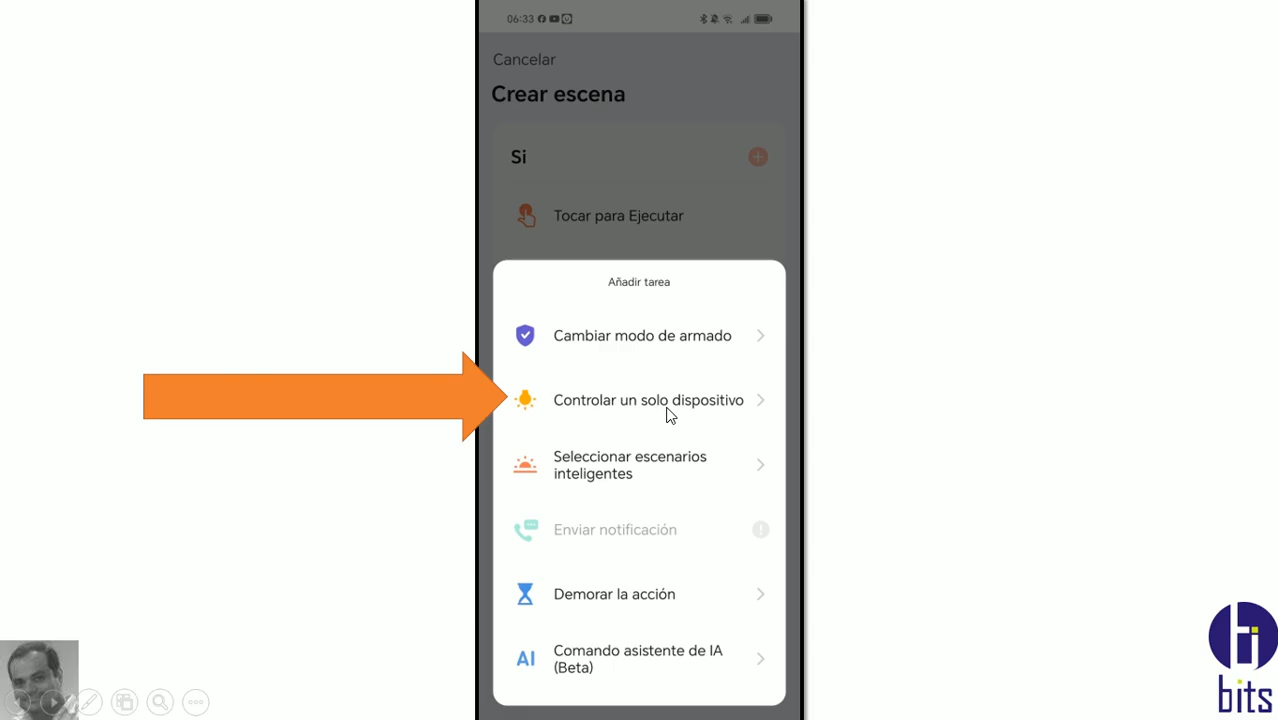 06:33
Cancelar
Crear escena
Si
Tocar para Ejecutar
Añadir tarea
Cambiar modo de armado
Controlar un solo dispositivo
Seleccionar escenarios
inteligentes
Enviar notificación
Demorar la acción
AI
Comando asistente de IA
(Beta)
bits